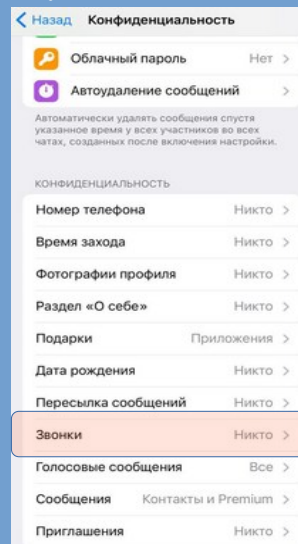 Назад Конфиденциальность
Облачный пароль Нет
Автоудаление сообщений
Автоматически удалять сообщения спустя
указанное время у всех участников во всех
чатах, созданных после включения настройки.
КОНФИДЕНЦИАЛЬНОСТЬ
Номер телефона Никто
Время захода Никто
Фотографии профиля Никто
Раздел «О себе» Никто
Подарки Приложения
Дата рождения Никто
Пересылка сообщений Никто
Звонки Никто
Голосовые сообщения Все
Сообщения Контакты и Premium
Приглашения Никто